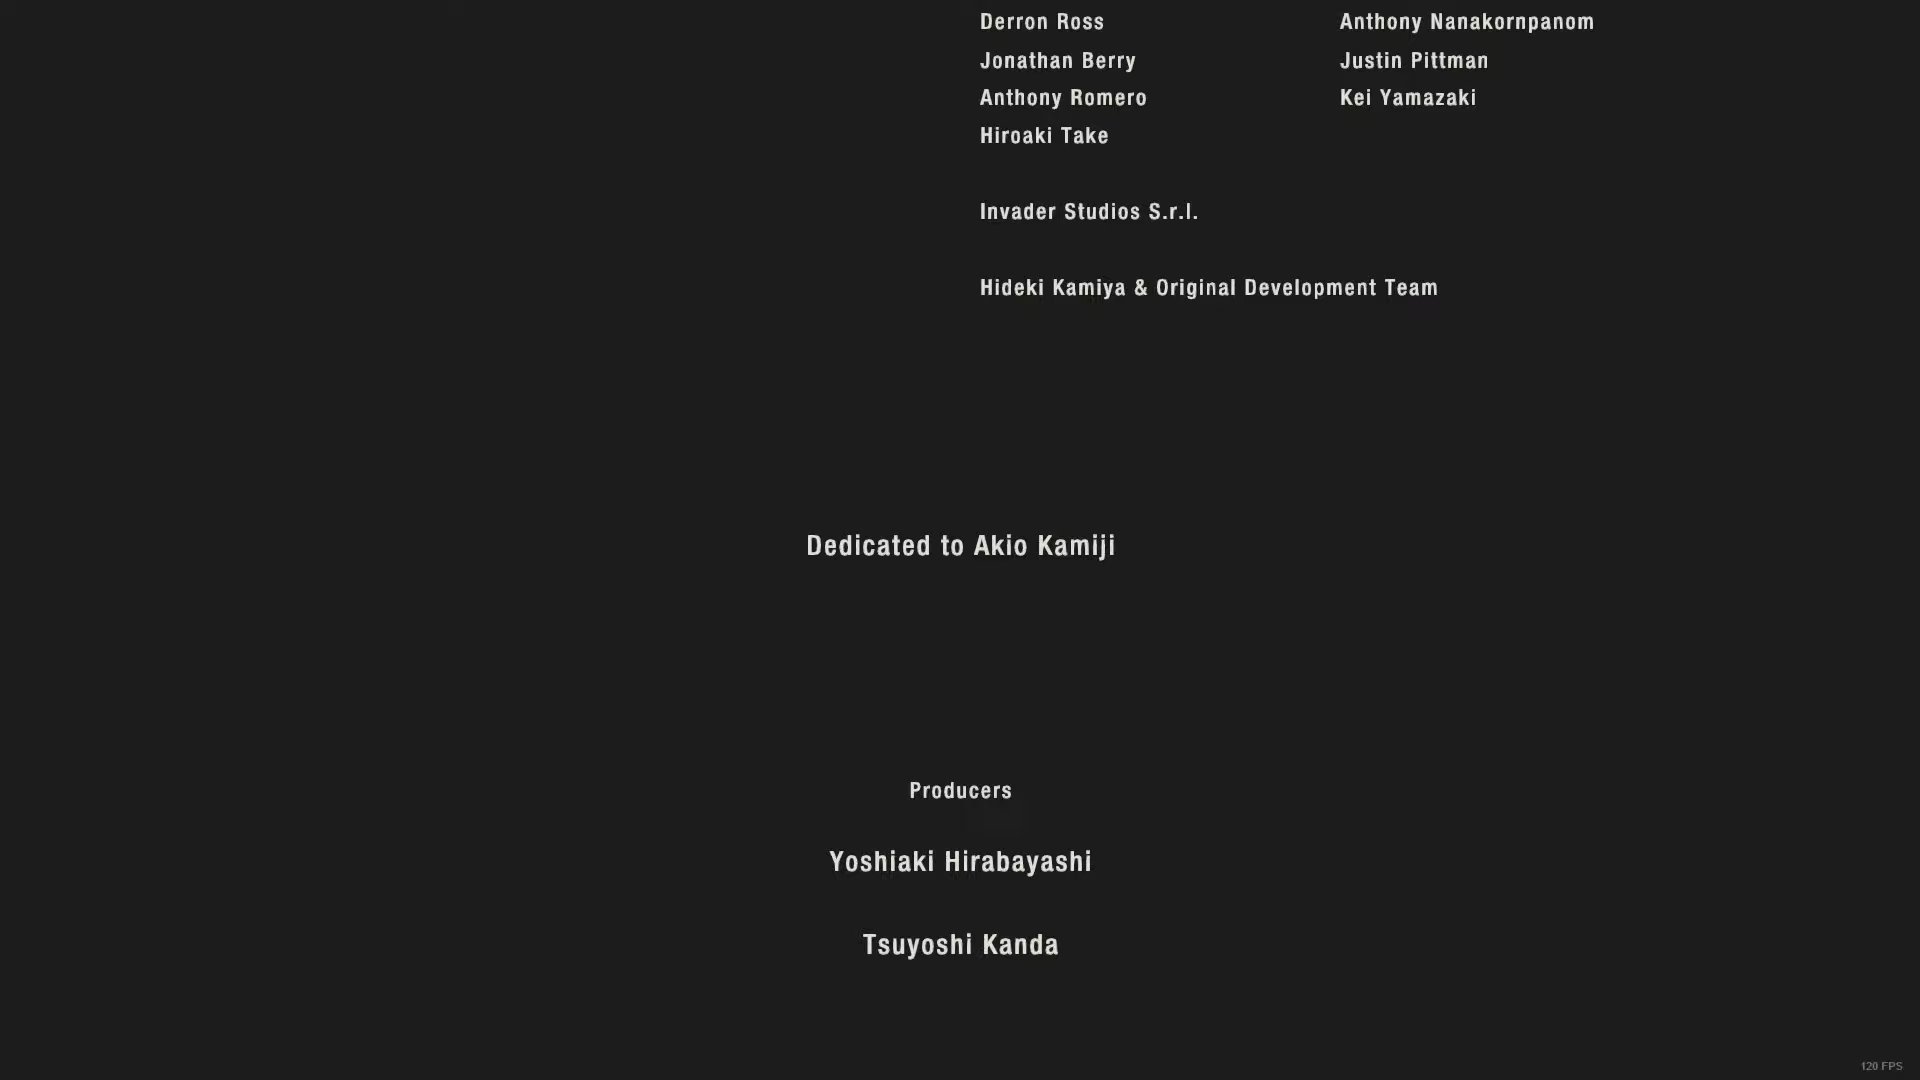 Derron Ross Anthony Nanakornpanom
Jonathan Berry Justin Pittman
Anthony Romero Kei Yamazaki
Hiroaki Take
Invader Studios S.r.l.
Hideki Kamiya & Original Development Team
Dedicated to Akio Kamiji
Producers
Yoshiaki Hirabayashi
Tsuyoshi Kanda
120 FPS